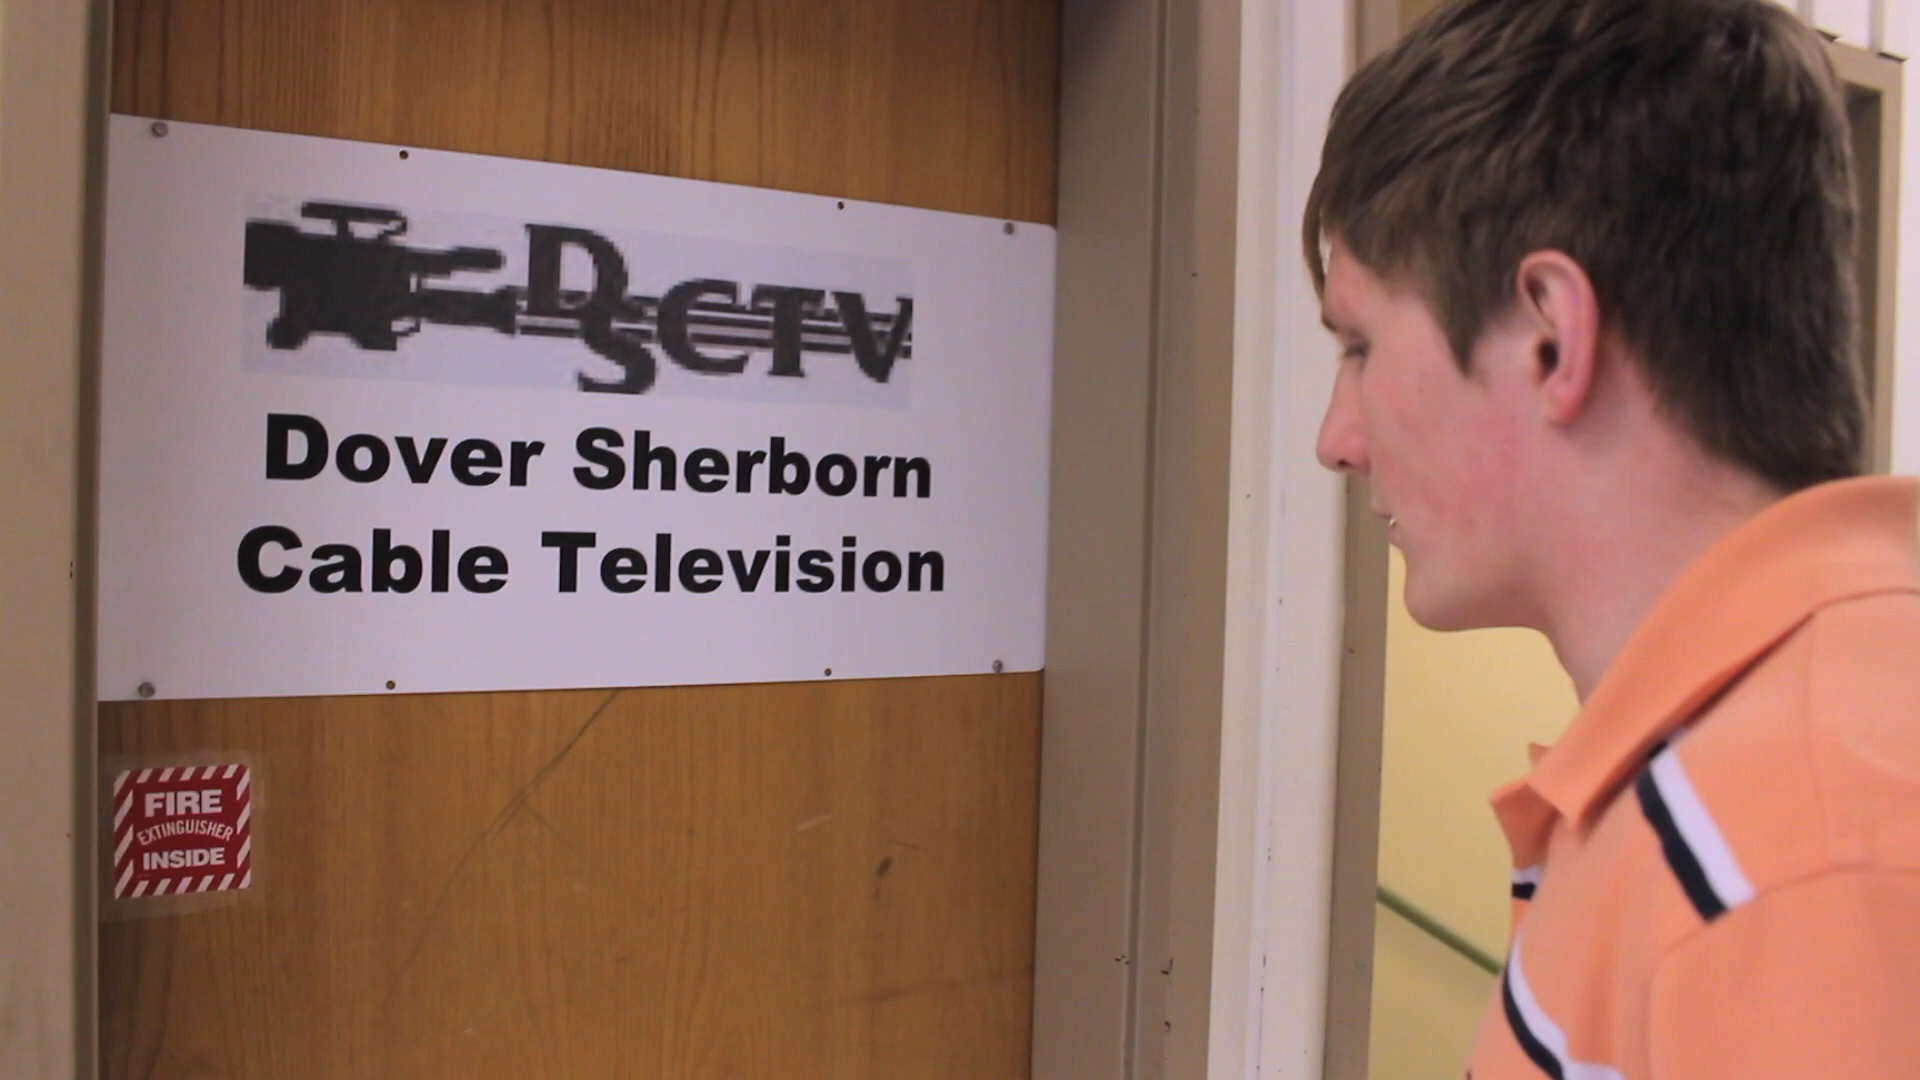 DSCTV
Dover Sherborn
Cable Television
FIRE
EXTINGUISHER
INSIDE